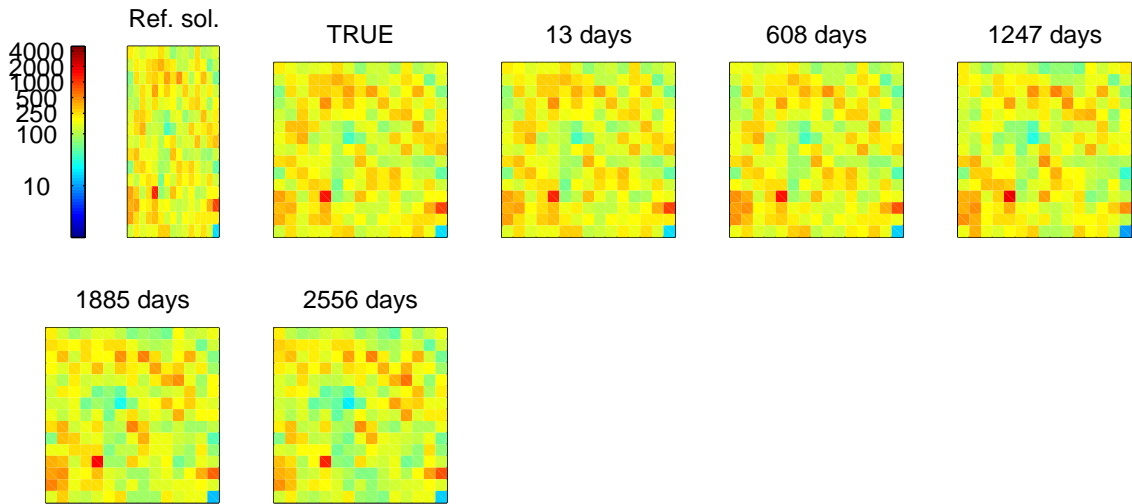 Ref. sol.
TRUE
13 days
608 days
1247 days
4000
2000
1000
500
250
100
10
1885 days
2556 days